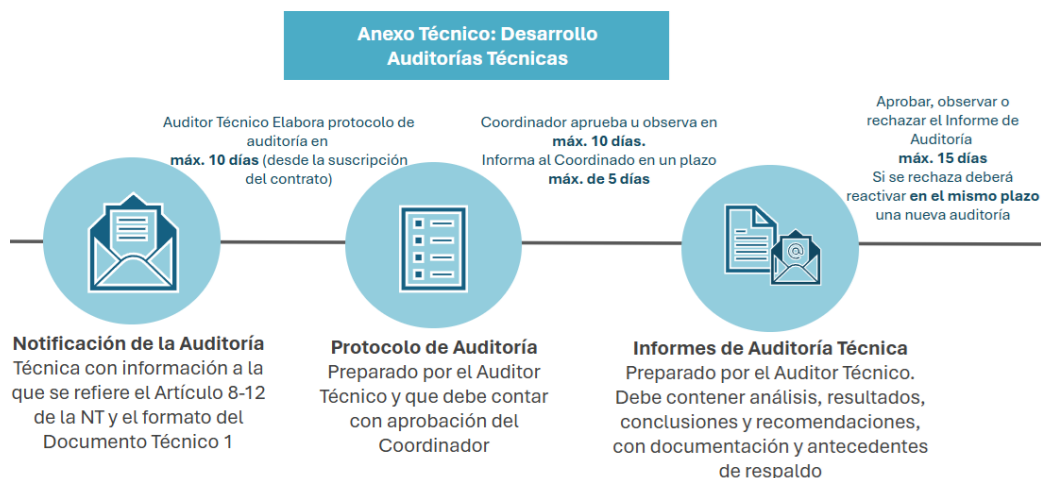 Anexo Técnico: Desarrollo
Auditorías Técnicas
Auditor Técnico Elabora protocolo de
auditoría en
máx. 10 días (desde la suscripción
del contrato)
Coordinador aprueba u observa en
máx. 10 días.
Informa al Coordinado en un plazo
máx. de 5 días
Aprobar, observar o
rechazar el Informe de
Auditoría
máx. 15 días
Si se rechaza deberá
reactivar en el mismo plazo
una nueva auditoría
@
Notificación de la Auditoría
Técnica con información a la
que se refiere el Artículo 8-12
de la NT y el formato del
Documento Técnico 1
Protocolo de Auditoría
Preparado por el Auditor
Técnico y que debe contar
con aprobación del
Coordinador
Informes de Auditoría Técnica
Preparado por el Auditor Técnico.
Debe contener análisis, resultados,
conclusiones y recomendaciones,
con documentación y antecedentes
de respaldo